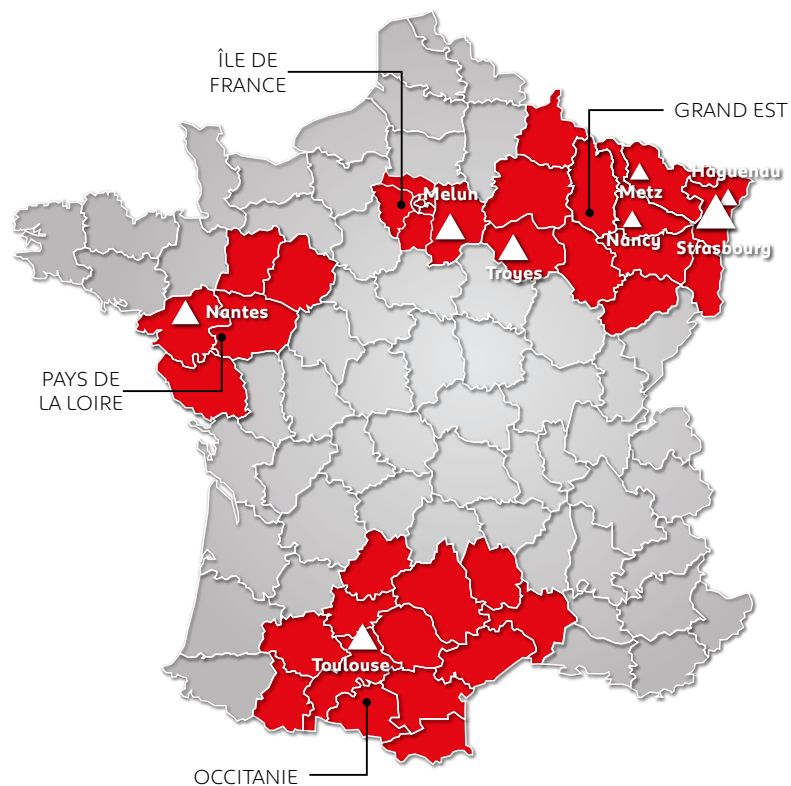 ÎLE DE
FRANCE
GRAND EST
Haguenau
Metz
Melun
Nancy
Strasbourg
Troyes
Nantes
PAYS DE
LA LOIRE
Toulouse
OCCITANIE